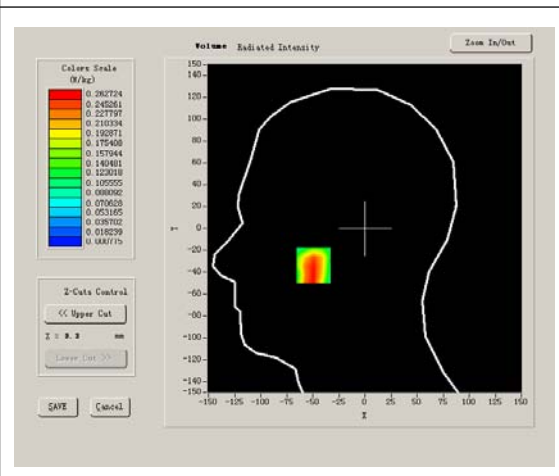 Volume Radiated Intensity
Zoom In/Out
Colors Scale
(W/kg)
0.262724
0.245261
0.227797
0.210334
0.192871
0.175408
0.157944
0.140481
0.123018
0.105555
0.088092
0.070628
0.053165
0.035702
0.018239
0.000775
150
140
120
100
80
60
40
20
0
-20
-40
-60
-80
-100
-120
-140
-150
Y
-150 -125 -100 -75 -50 -25 0 25 50 75 100 125 150
X
Z-Cuts Control
<< Upper Cut
mm
Lower Cut >>
SAVE Cancel